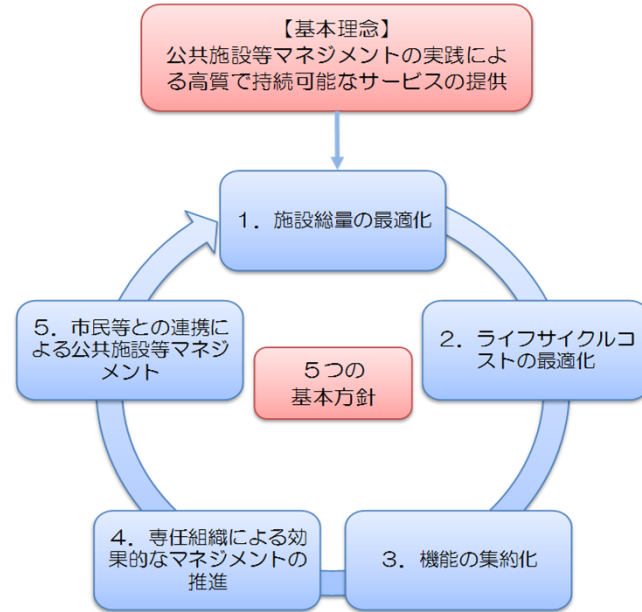 【基本理念】
公共施設等マネジメントの実践によ
る高質で持続可能なサービスの提供
1．施設総量の最適化
2．ライフサイクルコ
ストの最適化
3．機能の集約化
4．専任組織による効
果的なマネジメントの
推進
5．市民等との連携に
よる公共施設等マネジ
メント
5つの
基本方針